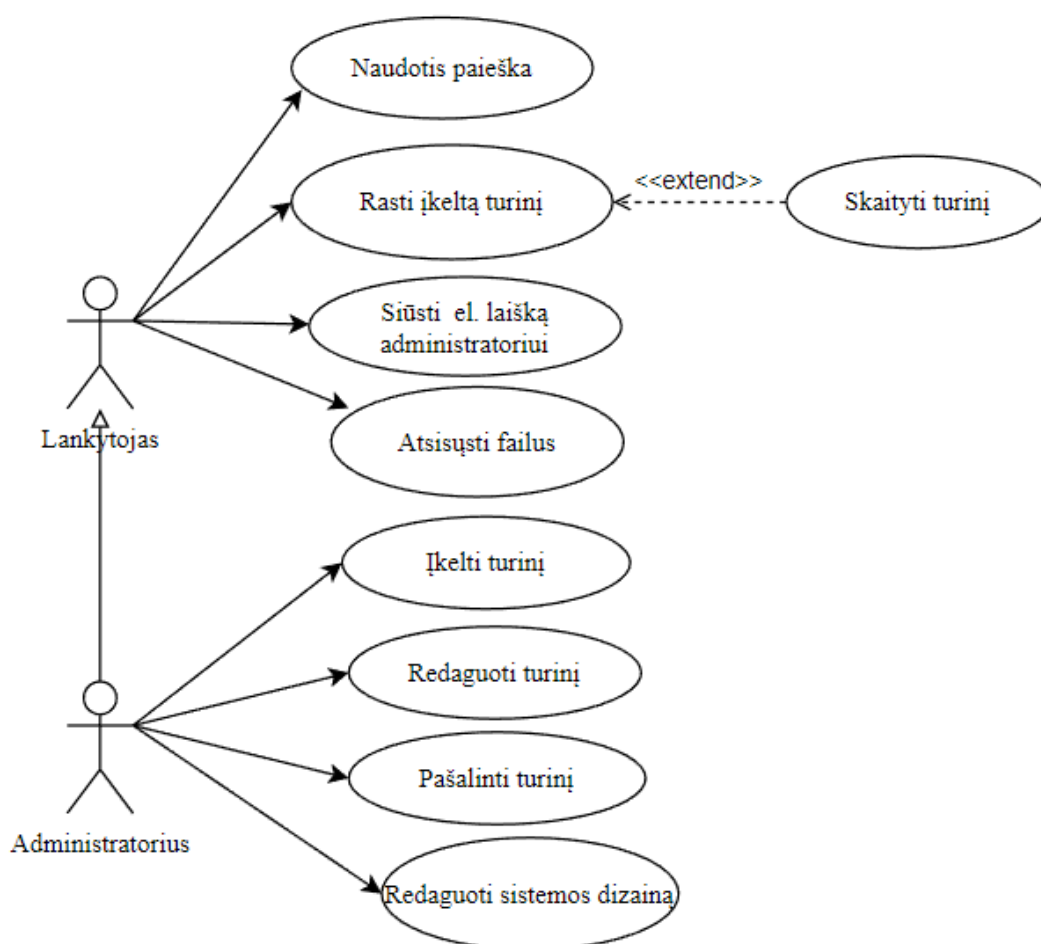 Naudotis paieška
Rasti įkeltą turinį
<<extend>>
Skaityti turinį
Siūsti el. laišką
administratoriui
Lankytojas
Atsisųsti failus
Įkelti turinį
Redaguoti turinį
Pašalinti turinį
Administratorius
Redaguoti sistemos dizainą